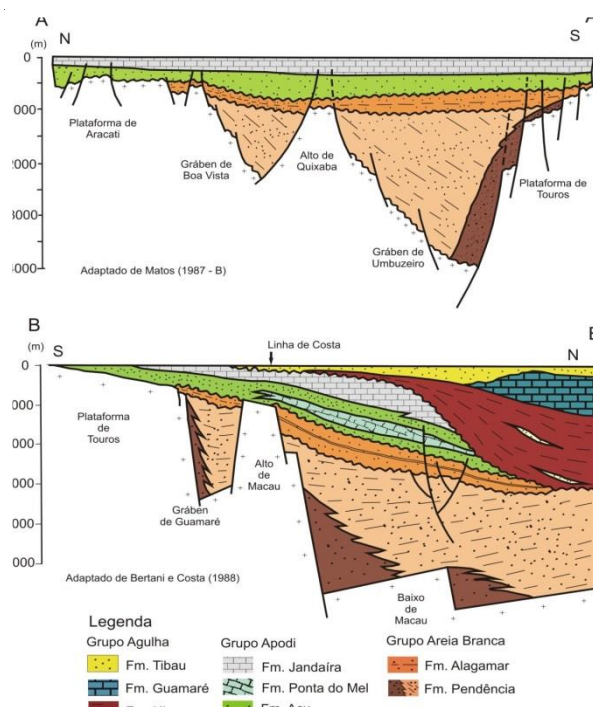 A A
N S
(m)
0
000
2000
3000
4000
Plataforma de
Aracati
Gráben de
Boa Vista
Alto de
Quixaba
Plataforma de
Touros
Gráben de
Umbuzeiro
Adaptado de Matos (1987 - B)
B
S Linha de Costa N
(m)
0
000
000
000
000
000
Plataforma
de
Touros
Gráben
de Guamaré
Alto
de
Macau
Baixo
de
Macau
Adaptado de Bertani e Costa (1988)
Legenda
Grupo Agulha Grupo Apodi Grupo Areia Branca
Fm. Tibau Fm. Jandaíra Fm. Alagamar
Fm. Guamaré Fm. Ponta do Mel Fm. Pendência